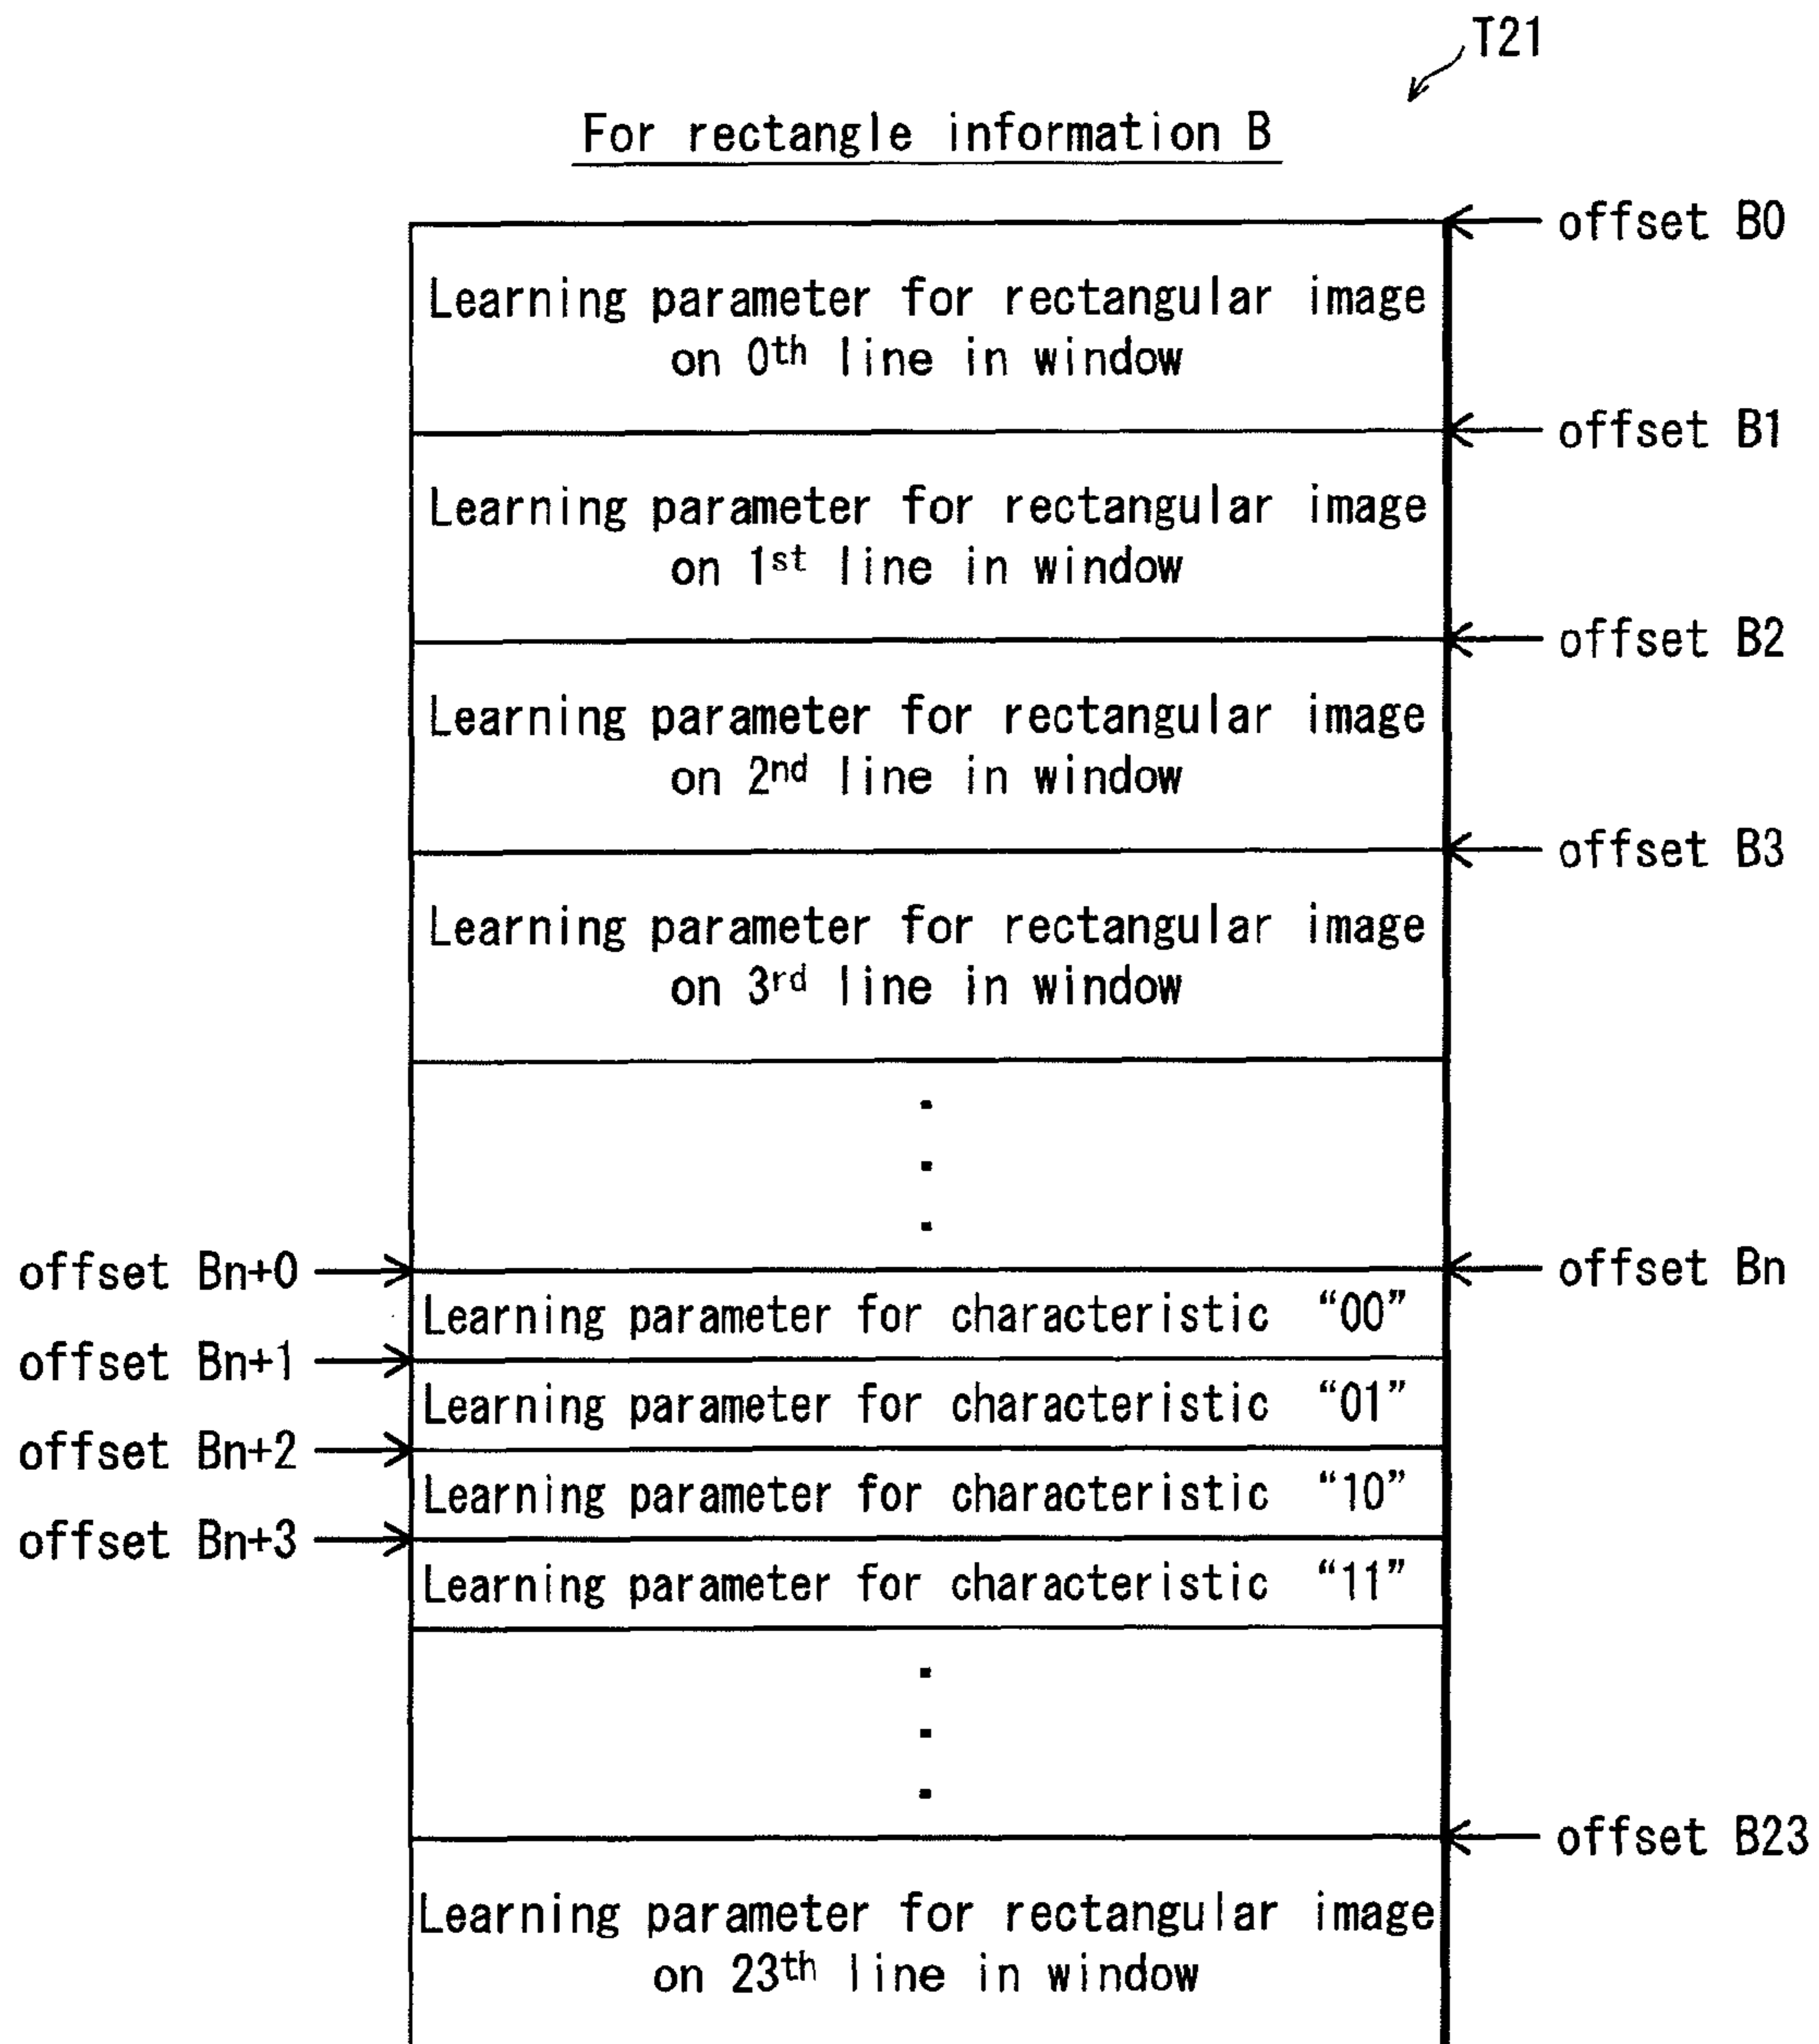 T21
For rectangle information B
offset B0
Learning parameter for rectangular image
on 0th line in window
offset B1
Learning parameter for rectangular image
on 1st line in window
offset B2
Learning parameter for rectangular image
on 2nd line in window
offset B3
Learning parameter for rectangular image
on 3rd line in window
offset Bn+0
offset Bn
Learning parameter for characteristic “00”
offset Bn+1
Learning parameter for characteristic “01”
offset Bn+2
Learning parameter for characteristic “10”
offset Bn+3
Learning parameter for characteristic “11”
offset B23
Learning parameter for rectangular image
on 23th line in window